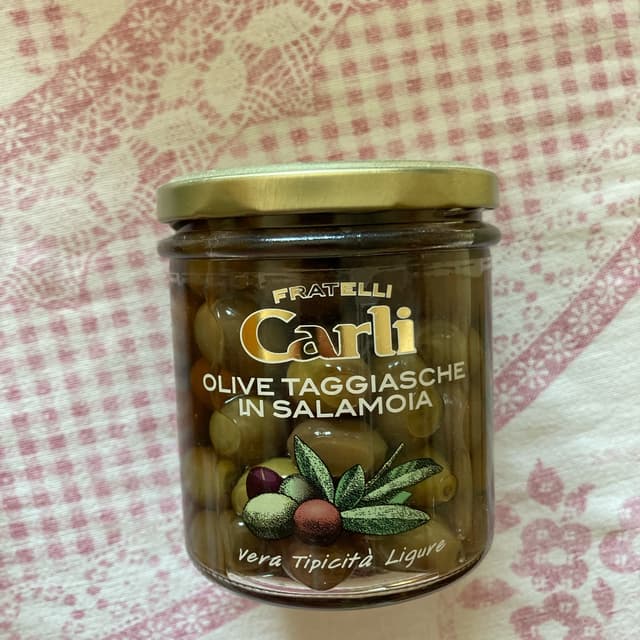 FRATELLI
Carli
OLIVE TAGGIASCHE
IN SALAMOIA
Vera Tipicità Ligure